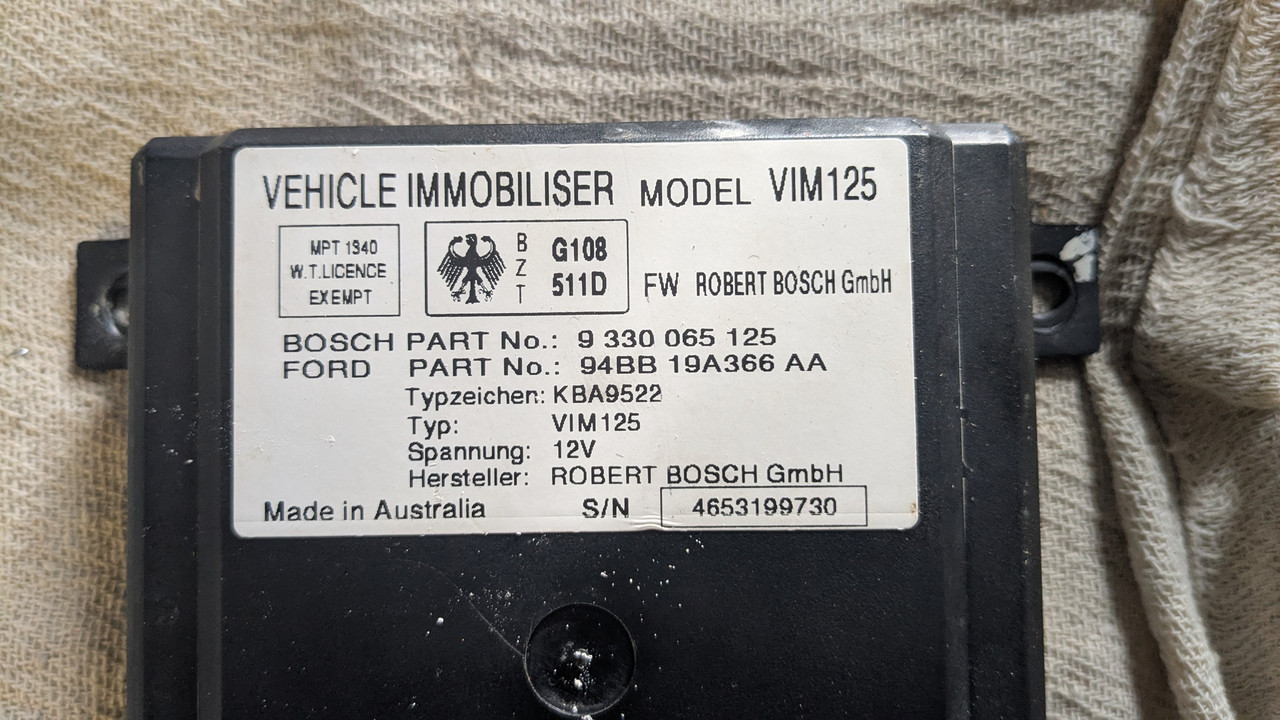 VEHICLE IMMOBILISER MODEL VIM125
MPT 1340
W.T.LICENCE
EXEMPT
BZT
G108
511D
FW ROBERT BOSCH GmbH
BOSCH PART No.: 9 330 065 125
FORD PART No.: 94BB 19A366 AA
Typzeichen: KBA9522
Typ: VIM125
Spannung: 12V
Hersteller: ROBERT BOSCH GmbH
Made in Australia S/N 4653199730